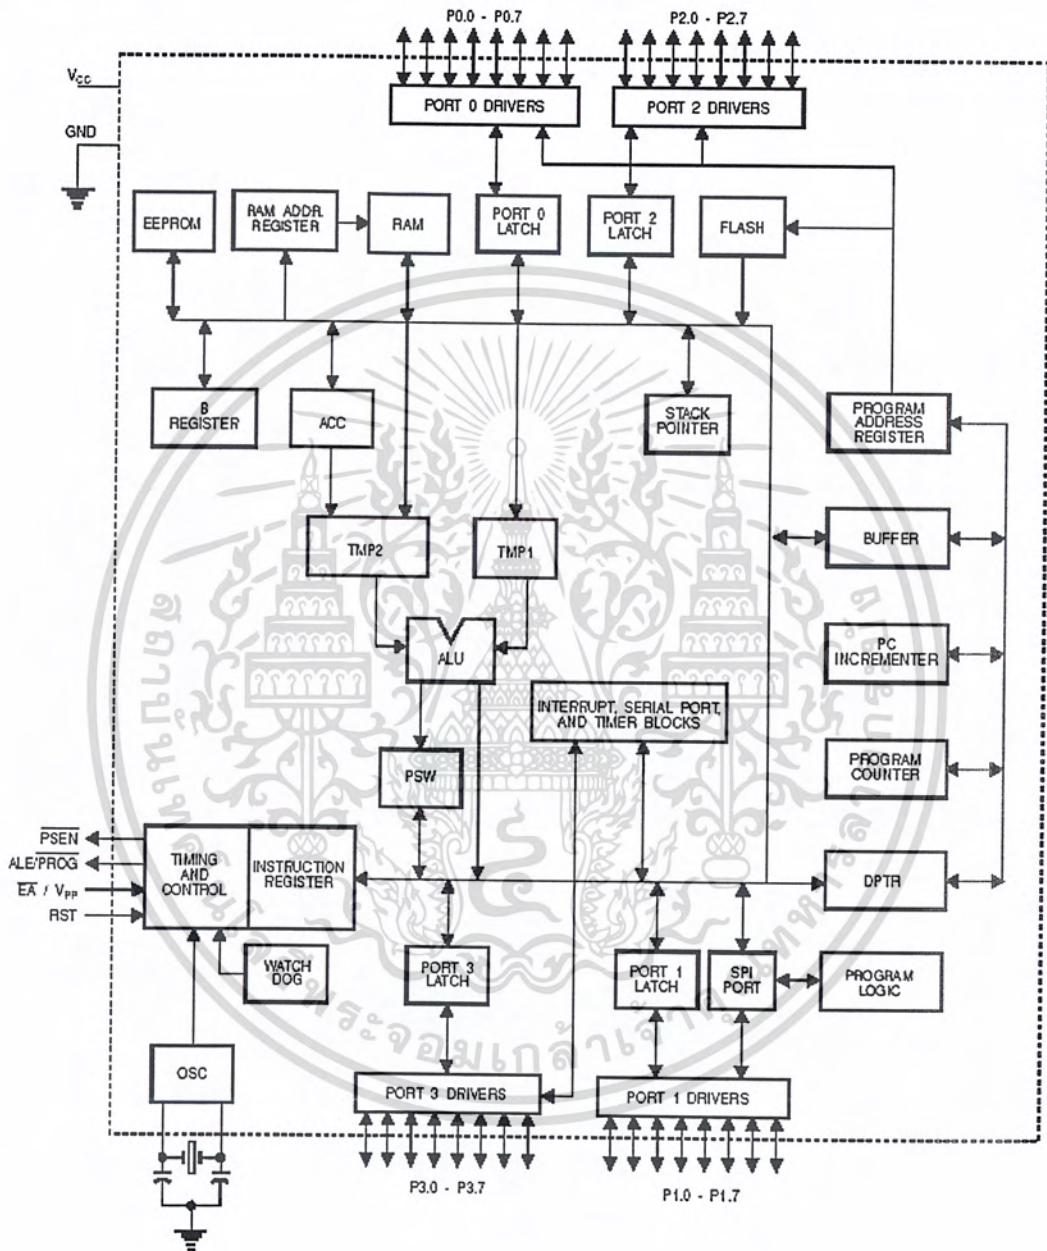 P0.0 - P0.7
P2.0 - P2.7
VCC
GND
PORT 0 DRIVERS
PORT 2 DRIVERS
EEPROM
RAM ADDR.
REGISTER
RAM
PORT 0
LATCH
PORT 2
LATCH
FLASH
B
REGISTER
ACC
STACK
POINTER
PROGRAM
ADDRESS
REGISTER
TMP2
TMP1
BUFFER
ALU
PC
INCREMENTER
INTERRUPT, SERIAL PORT,
AND TIMER BLOCKS
PSW
PROGRAM
COUNTER
PSEN
ALE/PROG
EA / VPP
RST
TIMING
AND
CONTROL
INSTRUCTION
REGISTER
DPTR
WATCH
DOG
PORT 3
LATCH
PORT 1
LATCH
SPI
PORT
PROGRAM
LOGIC
OSC
PORT 3 DRIVERS
PORT 1 DRIVERS
P3.0 - P3.7
P1.0 - P1.7